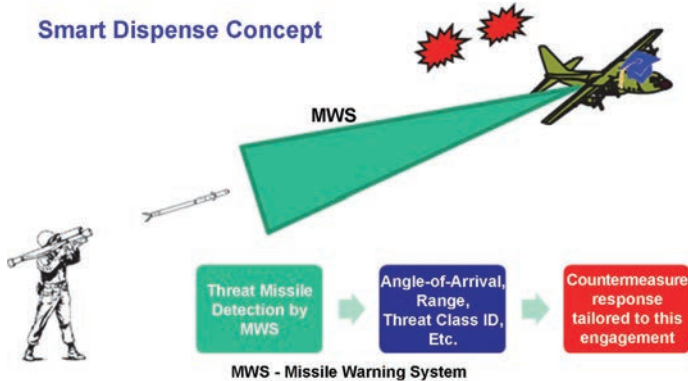 Smart Dispense Concept
MWS
Threat Missile
Detection by
MWS
Angle-of-Arrival,
Range,
Threat Class ID,
Etc.
Countermeasure
response
tailored to this
engagement
MWS - Missile Warning System